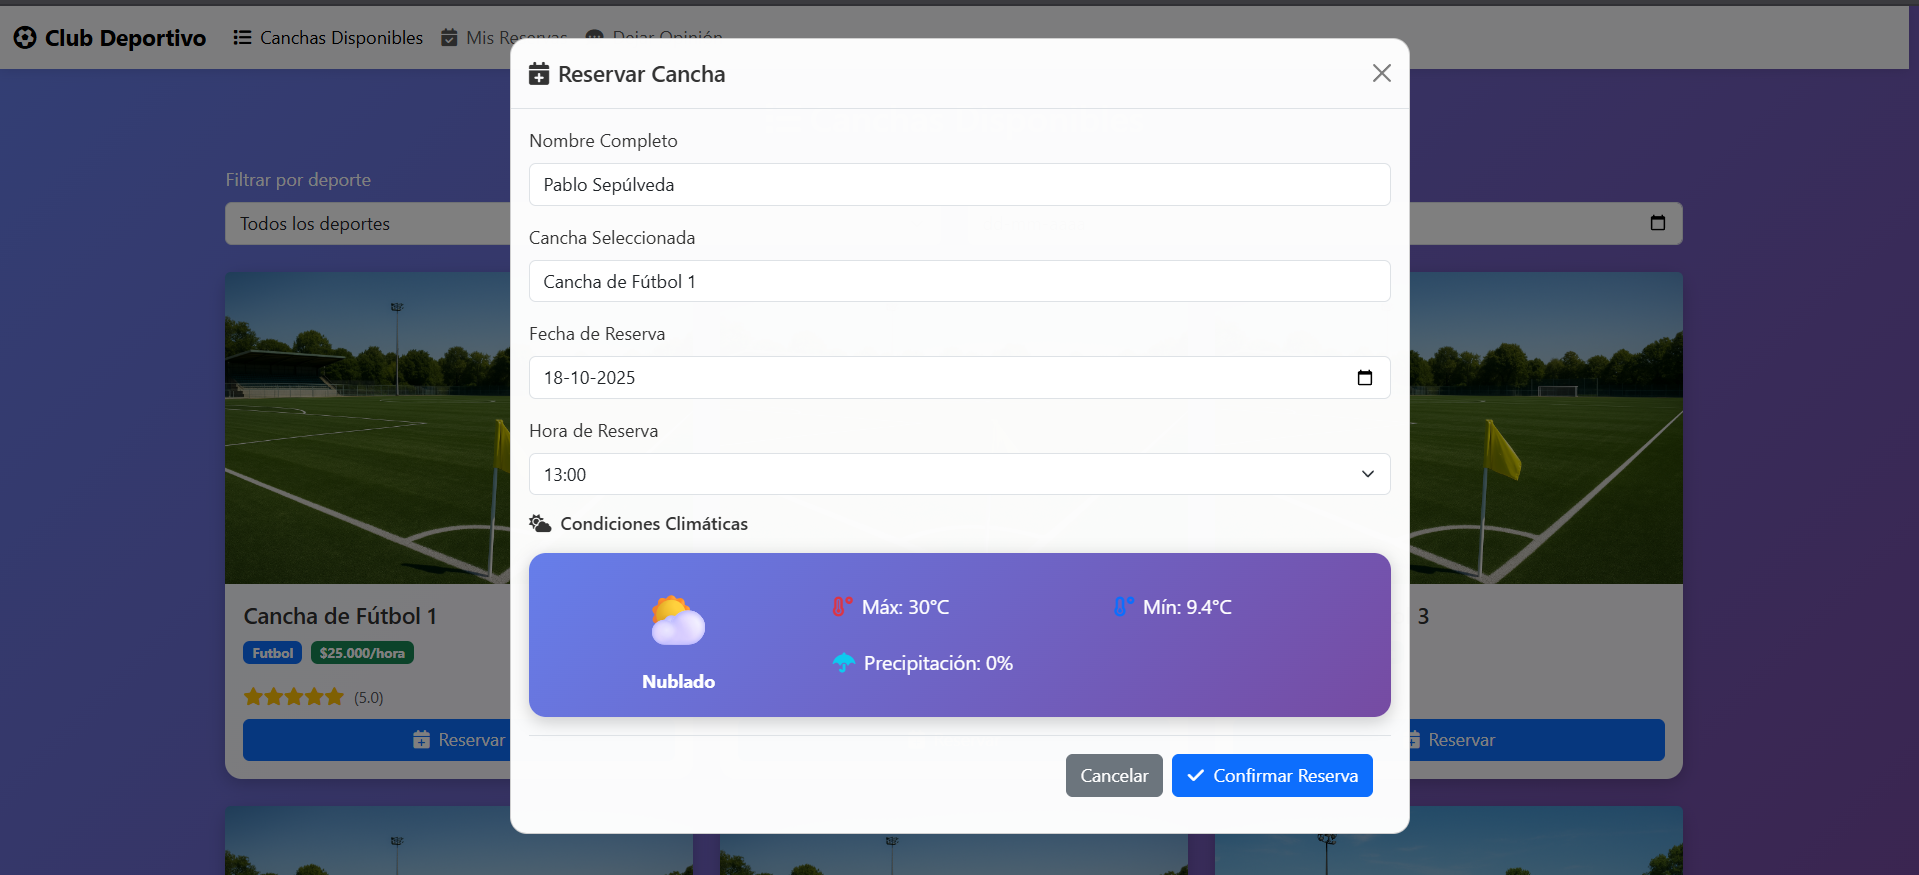 Club Deportivo
Canchas Disponibles
Mis Reservas
Dejar Opinión
Reservar Cancha
Nombre Completo
Pablo Sepúlveda
Cancha Seleccionada
Cancha de Fútbol 1
Fecha de Reserva
18-10-2025
Hora de Reserva
13:00
Condiciones Climáticas
Nublado
Máx: 30°C
Mín: 9.4°C
Precipitación: 0%
Cancelar
Confirmar Reserva
Filtrar por deporte
Todos los deportes
Cancha de Fútbol 1
Futbol
$25.000/hora
(5.0)
Reservar
3
Reservar